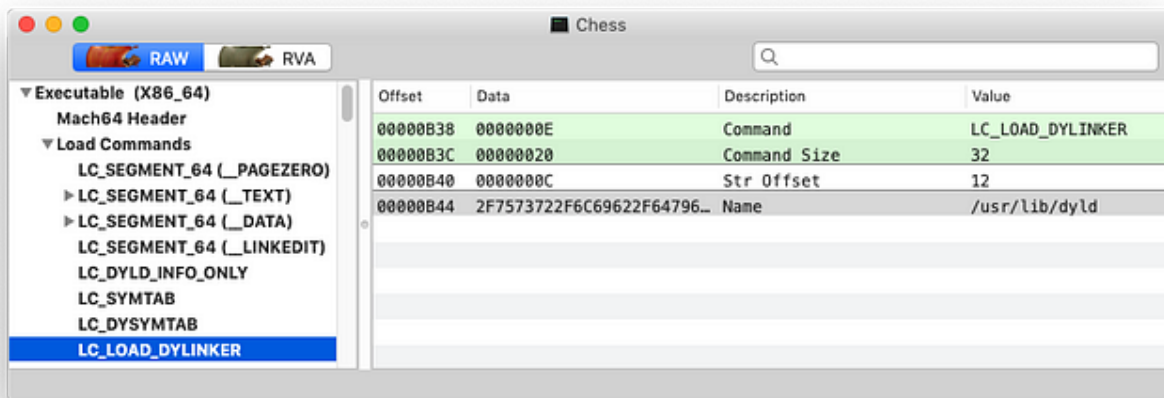 Chess
RAW RVA
Executable (X86_64)
Mach64 Header
Load Commands
LC_SEGMENT_64 (__PAGEZERO)
LC_SEGMENT_64 (__TEXT)
LC_SEGMENT_64 (__DATA)
LC_SEGMENT_64 (__LINKEDIT)
LC_DYLD_INFO_ONLY
LC_SYMTAB
LC_DYSYMTAB
LC_LOAD_DYLINKER
Offset Data Description Value
00000B38 0000000E Command LC_LOAD_DYLINKER
00000B3C 00000020 Command Size 32
00000B40 0000000C Str Offset 12
00000B44 2F7573722F6C69622F64796… Name /usr/lib/dyld